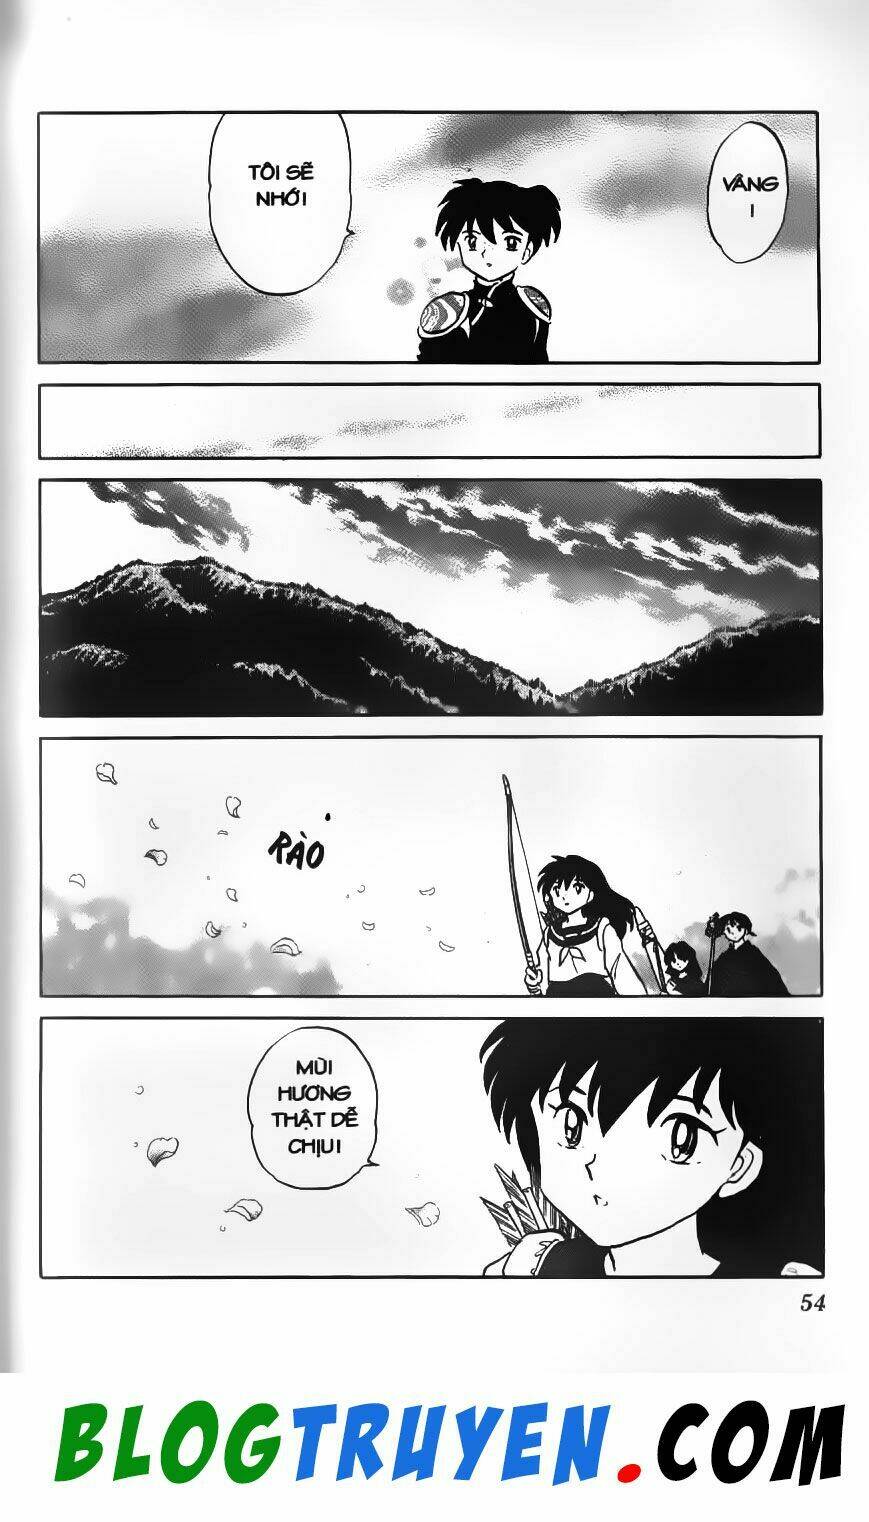 VÂNG
!
TÔI SẼ
NHỚ!
RÀO
MÙI
HƯƠNG
THẬT DỄ
CHỊU!
54
BLOGTRUYEN.COM